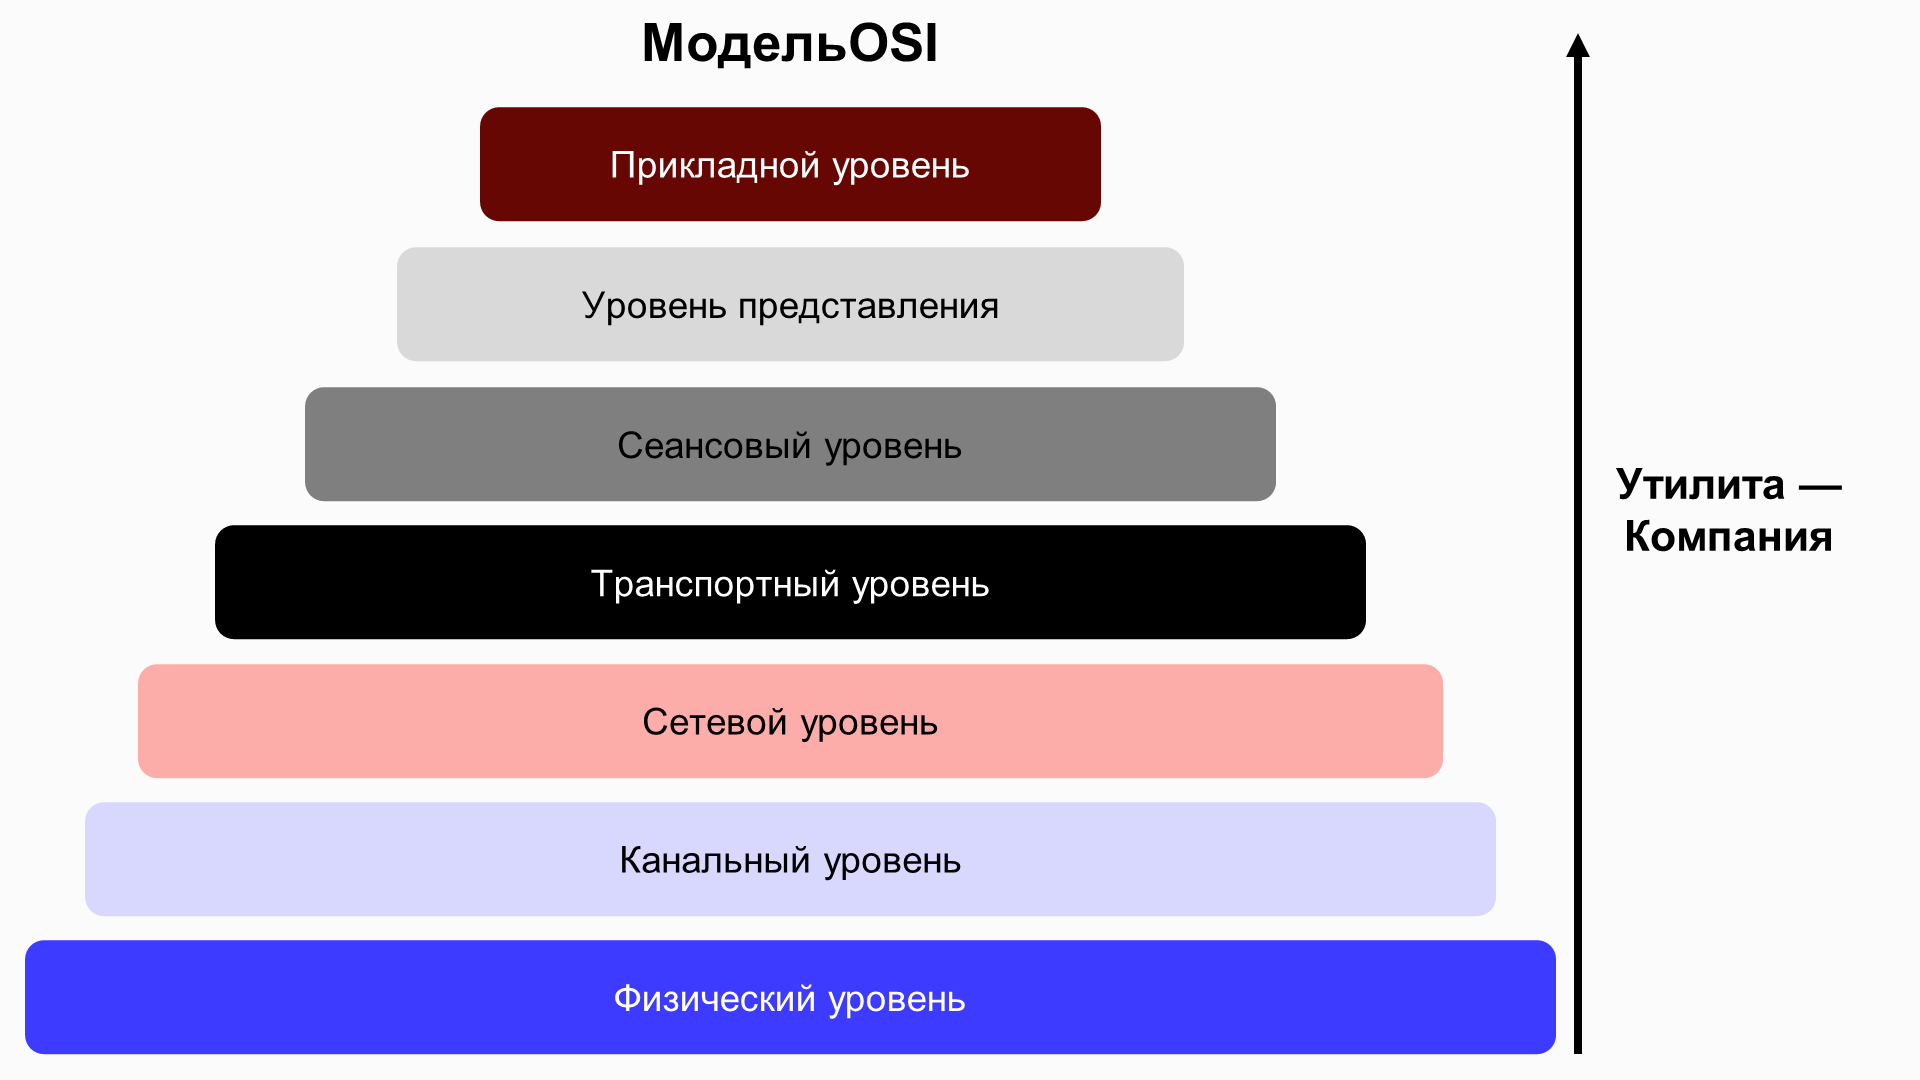 МодельOSI
Прикладной уровень
Уровень представления
Сеансовый уровень
Транспортный уровень
Сетевой уровень
Канальный уровень
Физический уровень
Утилита —
Компания